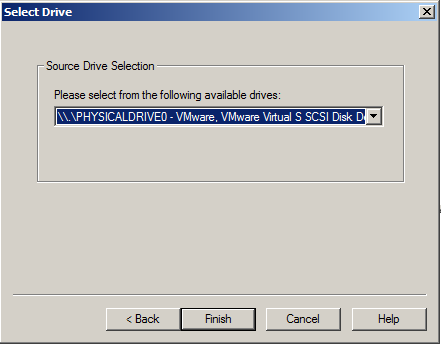 Select Drive
Source Drive Selection
Please select from the following available drives:
\\.\PHYSICALDRIVE0 - VMware, VMware Virtual S SCSI Disk De
< Back
Finish
Cancel
Help